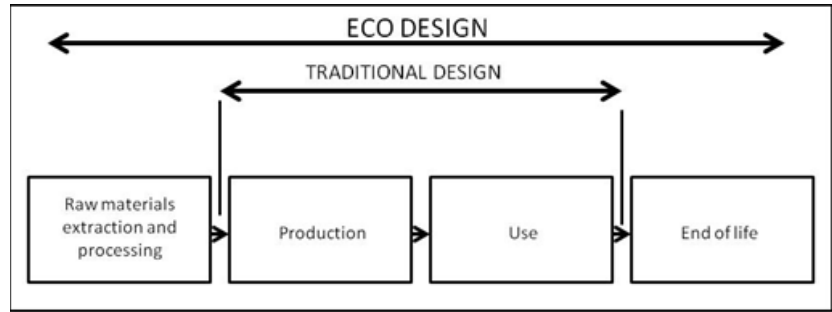 ECO DESIGN
TRADITIONAL DESIGN
Raw materials
extraction and
processing
Production
Use
End of life